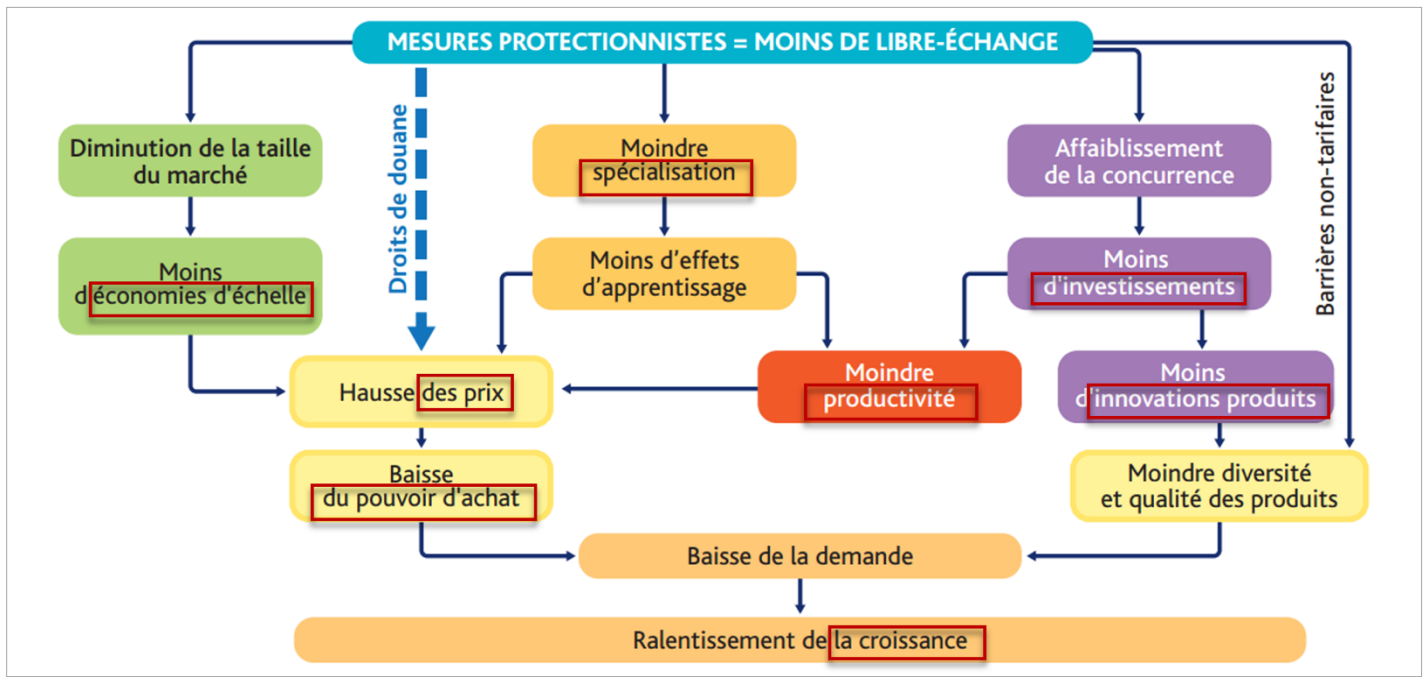 MESURES PROTECTIONNISTES = MOINS DE LIBRE-ÉCHANGE
Droits de douane
Barrières non-tarifaires
Diminution de la taille
du marché
Moindre
spécialisation
Affaiblissement
de la concurrence
Moins
d'économies d'échelle
Moins d'effets
d'apprentissage
Moins
d'investissements
Hausse des prix
Moindre
productivité
Moins
d'innovations produits
Baisse
du pouvoir d'achat
Moindre diversité
et qualité des produits
Baisse de la demande
Ralentissement de la croissance